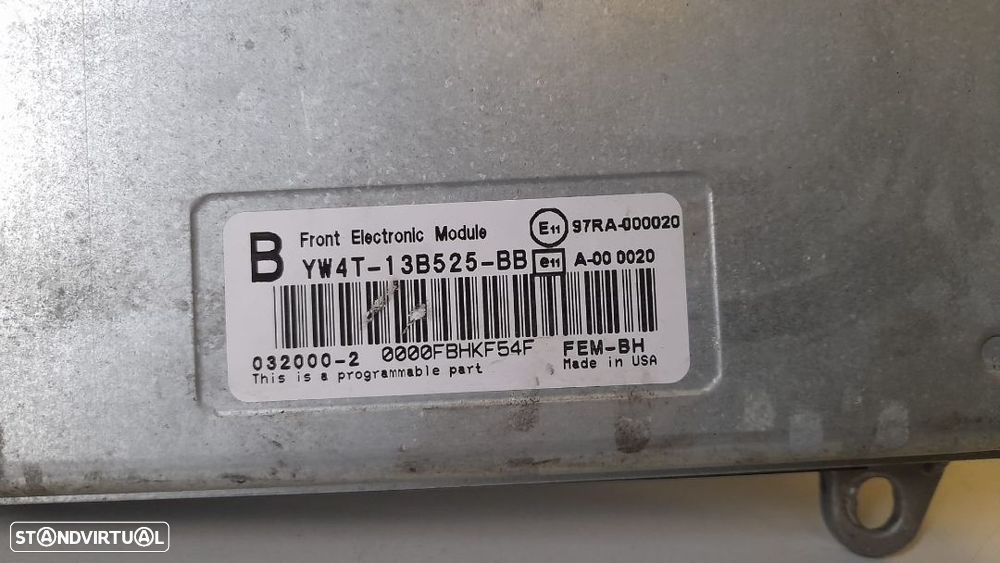 B Front Electronic Module E11 97RA-000020
YW4T-13B525-BB e11 A-00 0020
032000-2 0000FBHKF54F FEM-BH
This is a programmable part Made in USA
STANDVIRTUAL